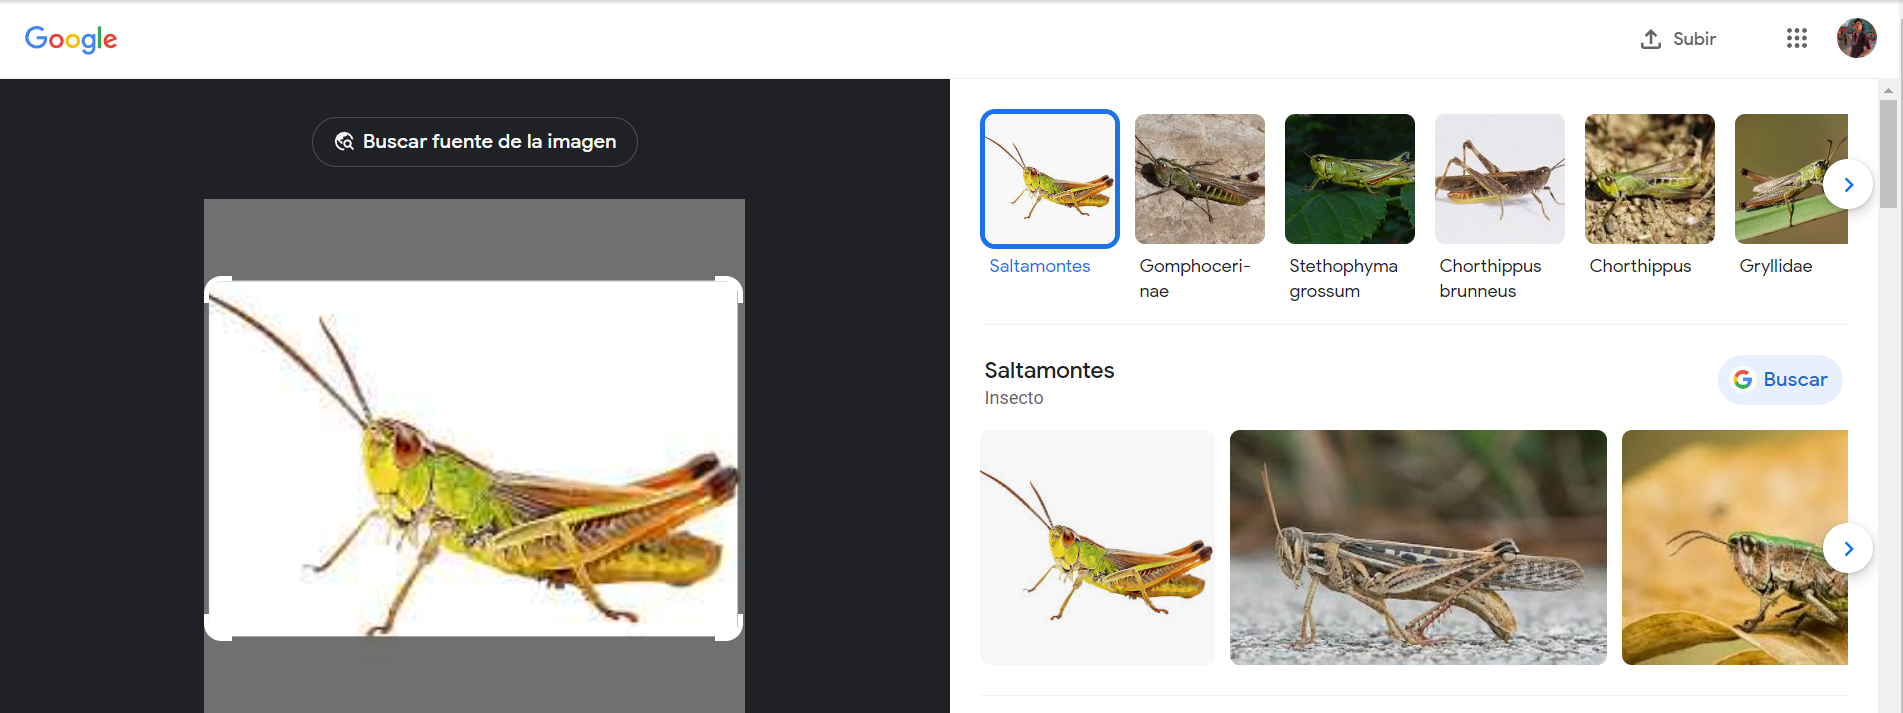 Google
Subir
Buscar fuente de la imagen
Saltamontes
Gomphoceri-
nae
Stethophyma
grossum
Chorthippus
brunneus
Chorthippus
Gryllidae
Saltamontes
Insecto
Buscar